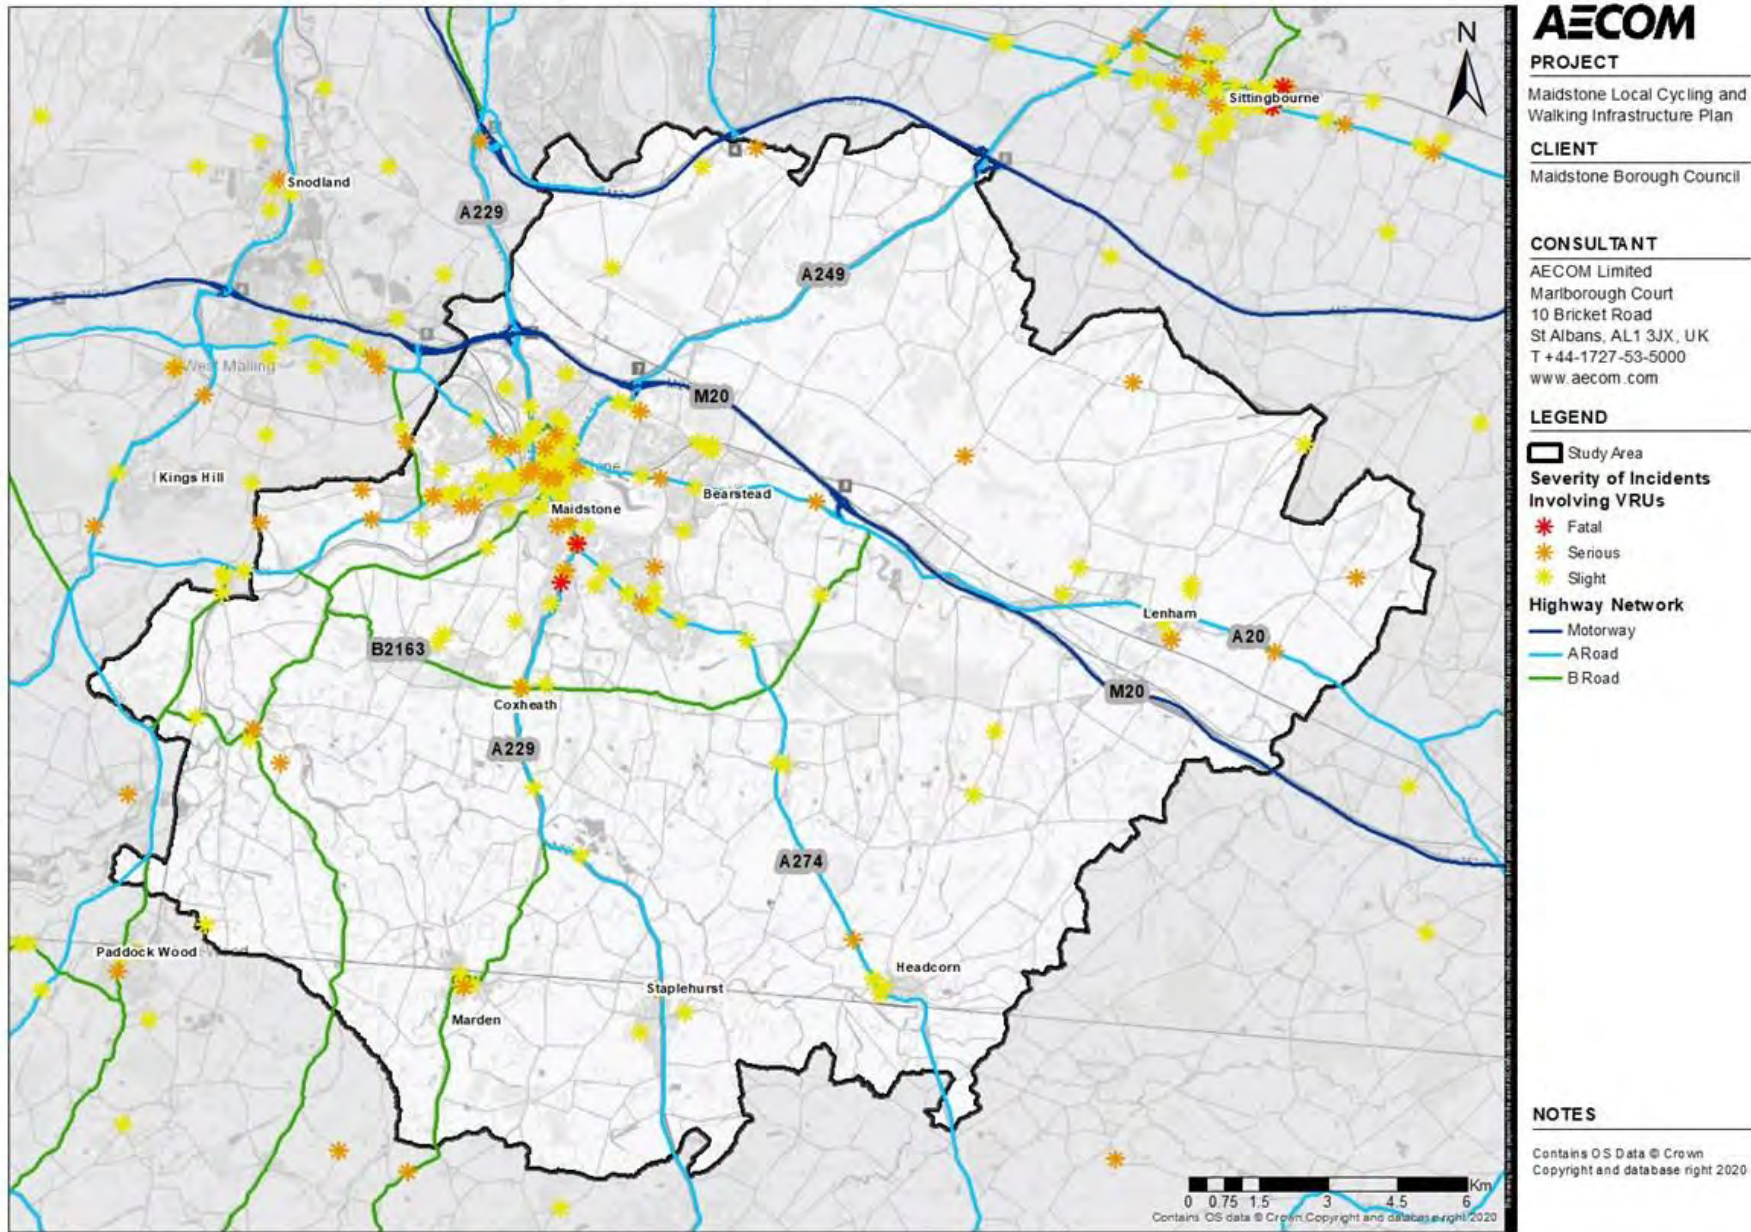 N
Sittingbourne
Snodland
A229
A249
West Malling
M20
Kings Hill
Bearstead
Maidstone
Lenham
A20
B2163
M20
Coxheath
A229
A274
Paddock Wood
Headcorn
Staplehurst
Marden
Km
0 0.75 1.5 3 4.5 6
Contains OS data © Crown Copyright and database right 2020
AECOM
PROJECT
Maidstone Local Cycling and
Walking Infrastructure Plan
CLIENT
Maidstone Borough Council
CONSULTANT
AECOM Limited
Marlborough Court
10 Bricket Road
St Albans, AL1 3JX, UK
T +44-1727-53-5000
www.aecom.com
LEGEND
Study Area
Severity of Incidents
Involving VRUs
Fatal
Serious
Slight
Highway Network
Motorway
A Road
B Road
NOTES
Contains OS Data © Crown
Copyright and database right 2020